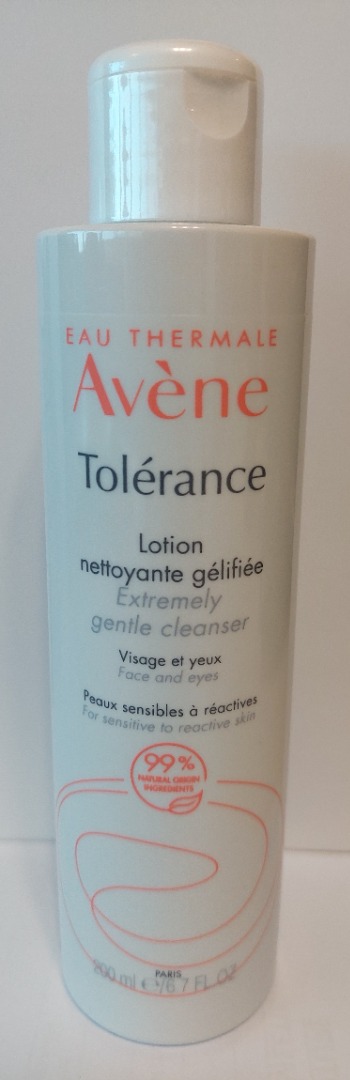 EAU THERMALE
Avène
Tolérance
Lotion
nettoyante gélifiée
Extremely
gentle cleanser
Visage et yeux
Face and eyes
Peaux sensibles à réactives
For sensitive to reactive skin
99%
NATURAL ORIGIN
INGREDIENTS
PARIS
200 ml ℮/6.7 FL.OZ